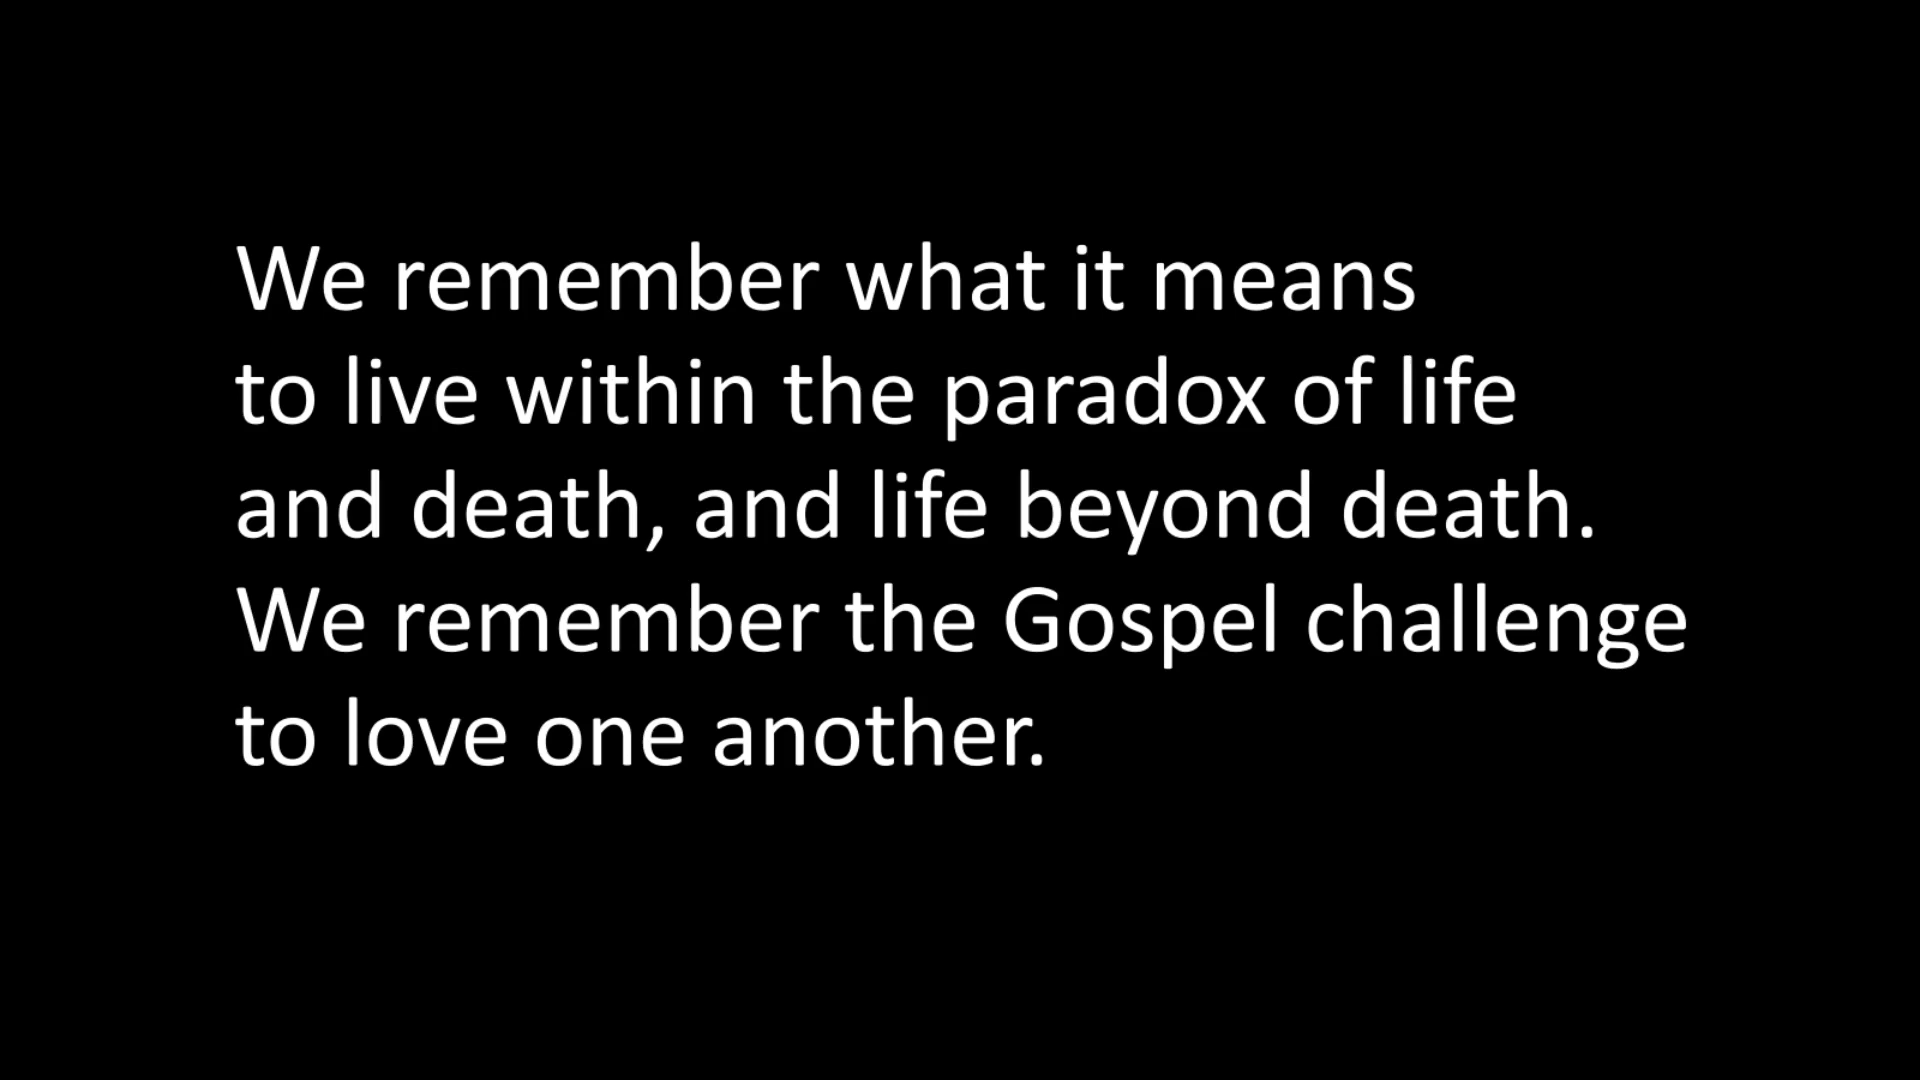 We remember what it means
to live within the paradox of life
and death, and life beyond death.
We remember the Gospel challenge
to love one another.